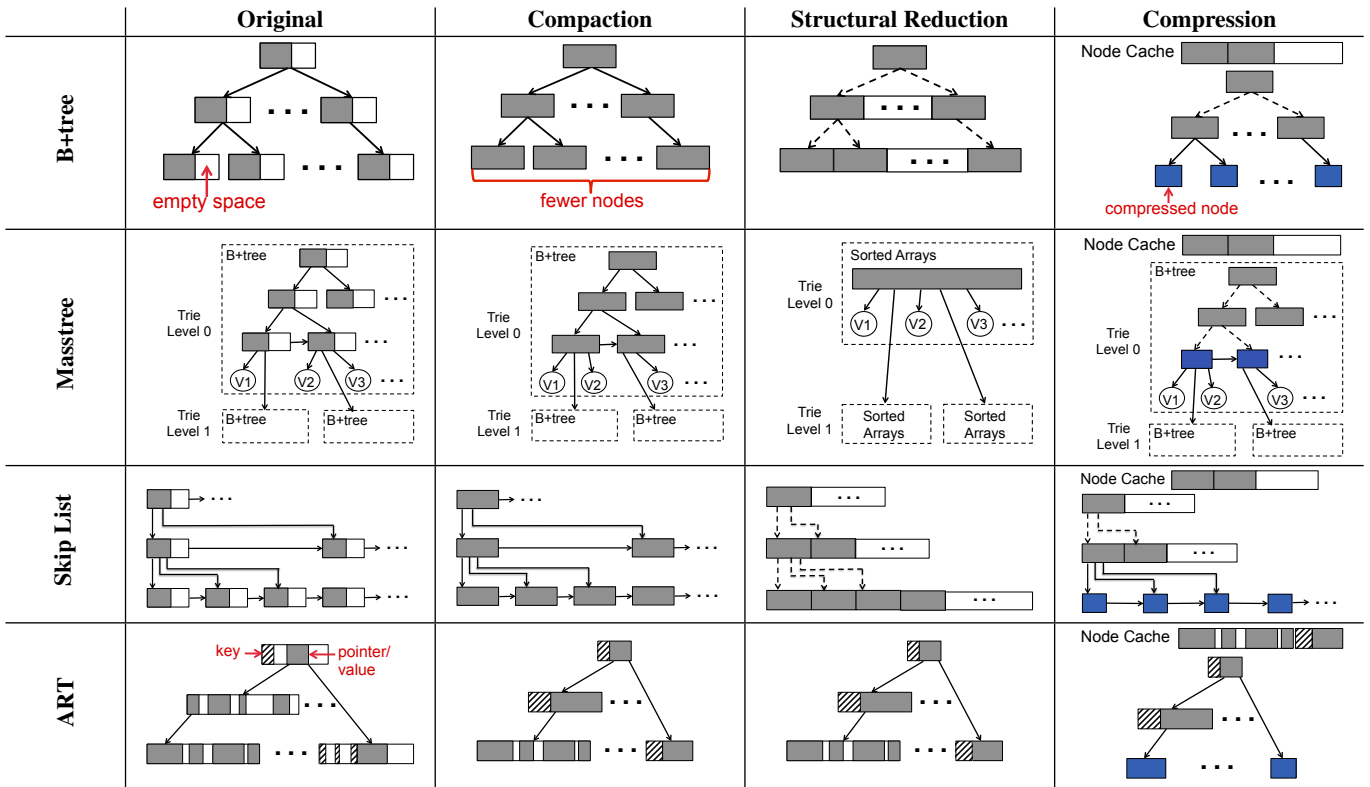 Original Compaction Structural Reduction Compression
B+tree
empty space
fewer nodes
Node Cache
compressed node
Masstree
B+tree
Trie
Level 0
V1 V2 V3
Trie
Level 1
B+tree B+tree
B+tree
Trie
Level 0
V1 V2 V3
Trie
Level 1
B+tree B+tree
Sorted Arrays
Trie
Level 0
V1 V2 V3
Trie
Level 1
Sorted
Arrays
Sorted
Arrays
Node Cache
B+tree
Trie
Level 0
V1 V2 V3
Trie
Level 1
B+tree B+tree
Skip List
Node Cache
ART
key
pointer/
value
Node Cache